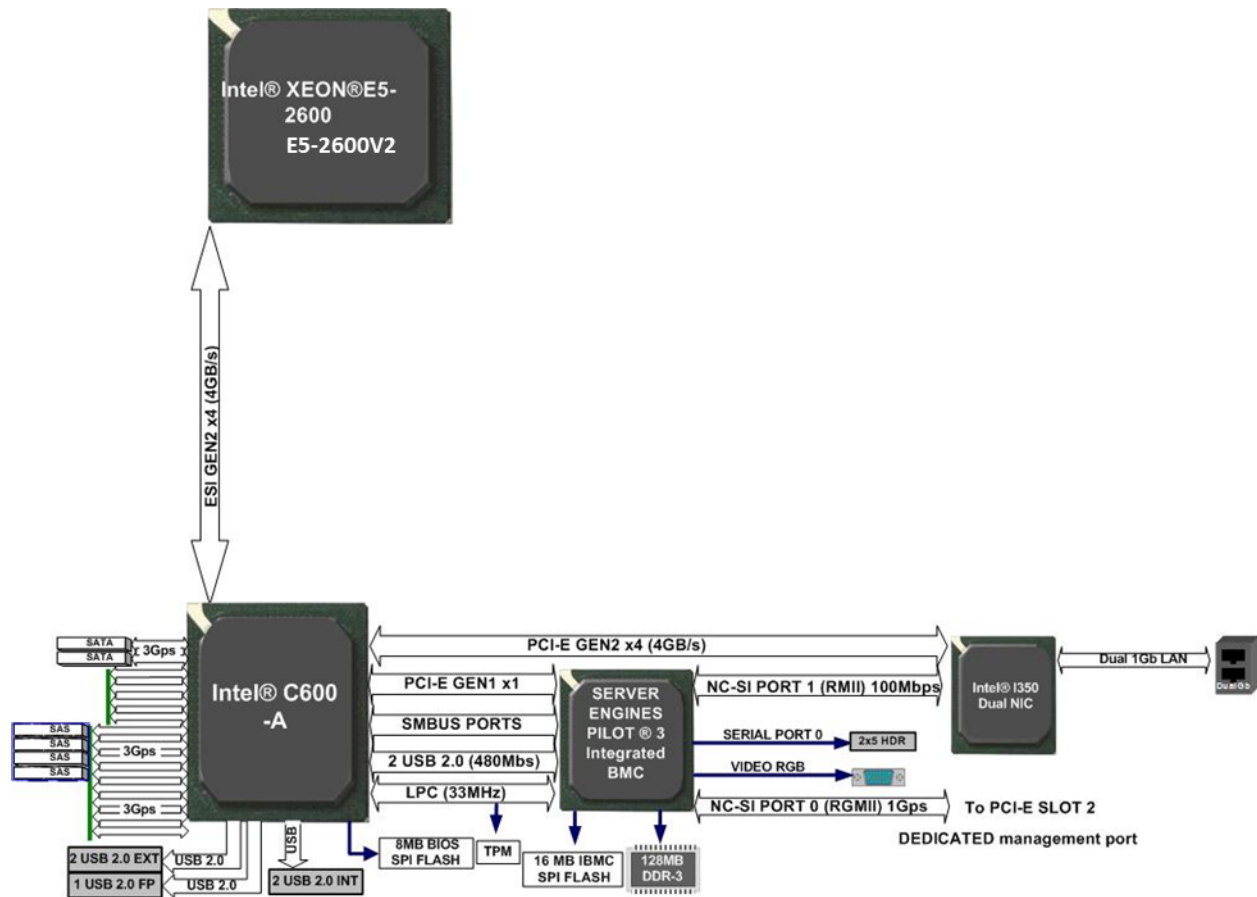 Intel® XEON®E5-
2600
E5-2600V2
ESI GEN2 x4 (4GB/s)
SATA
SATA
3Gps
SAS
SAS
SAS
SAS
3Gps
3Gps
Intel® C600
-A
PCI-E GEN2 x4 (4GB/s)
PCI-E GEN1 x1
SMBUS PORTS
2 USB 2.0 (480Mbs)
LPC (33MHz)
SERVER
ENGINES
PILOT ® 3
Integrated
BMC
NC-SI PORT 1 (RMII) 100Mbps
SERIAL PORT 0
2x5 HDR
VIDEO RGB
NC-SI PORT 0 (RGMII) 1Gps
To PCI-E SLOT 2
DEDICATED management port
Intel® I350
Dual NIC
Dual 1Gb LAN
Dual Gb
2 USB 2.0 EXT
USB 2.0
1 USB 2.0 FP
USB 2.0
USB
2 USB 2.0 INT
8MB BIOS
SPI FLASH
TPM
16 MB IBMC
SPI FLASH
128MB
DDR-3